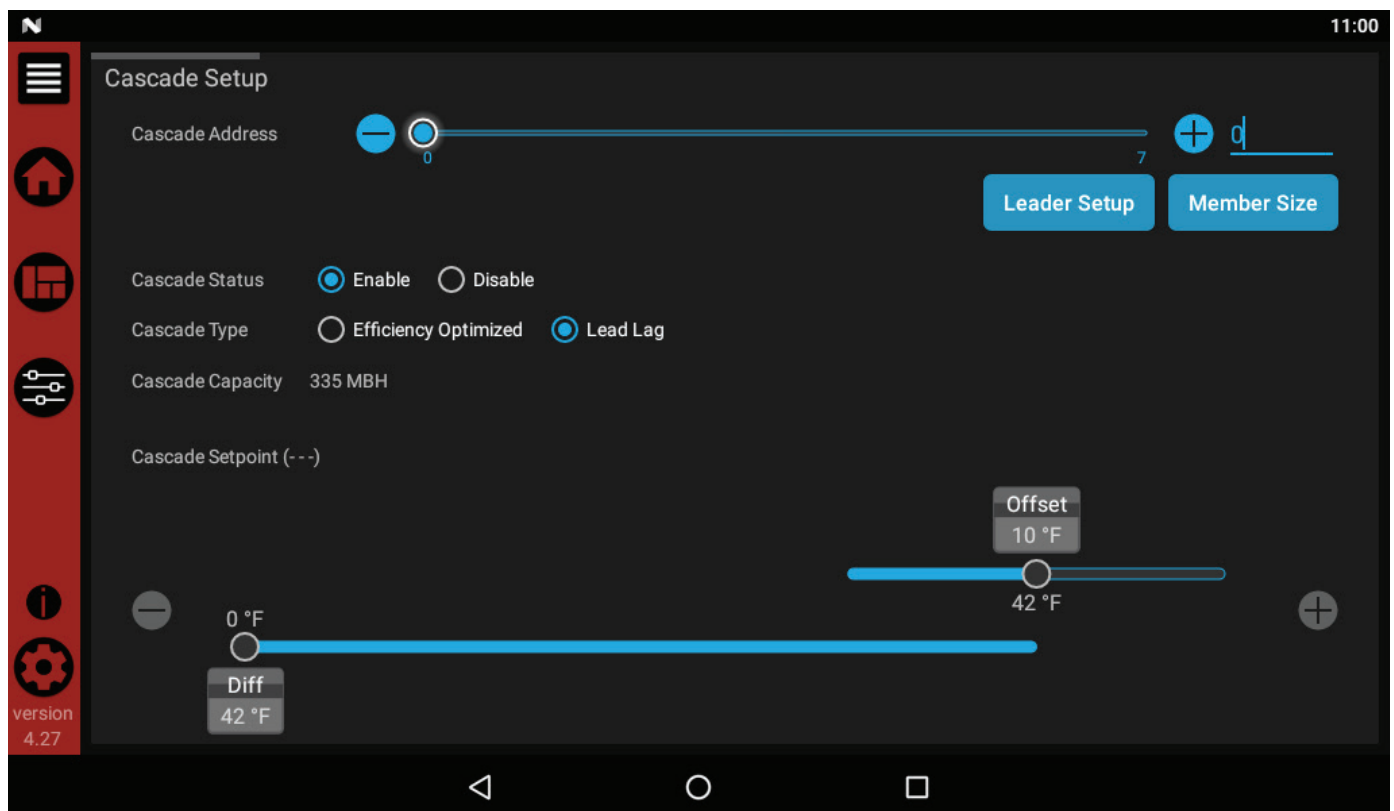 11:00
Cascade Setup
Cascade Address
0
7
0
Leader Setup
Member Size
Cascade Status Enable Disable
Cascade Type Efficiency Optimized Lead Lag
Cascade Capacity 335 MBH
Cascade Setpoint (---)
Offset
10 °F
42 °F
0 °F
Diff
42 °F
version
4.27